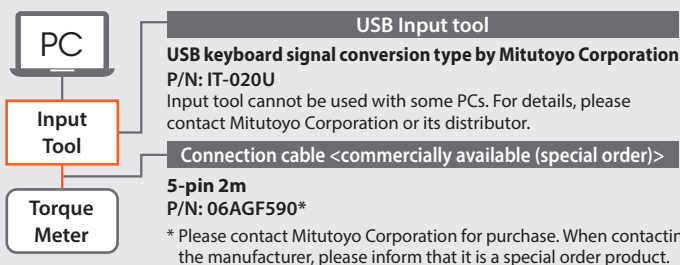 PC
Input
Tool
Torque
Meter
USB Input tool
USB keyboard signal conversion type by Mitutoyo Corporation
P/N: IT-020U
Input tool cannot be used with some PCs. For details, please
contact Mitutoyo Corporation or its distributor.
Connection cable <commercially available (special order)>
5-pin 2m
P/N: 06AGF590*
* Please contact Mitutoyo Corporation for purchase. When contactin
the manufacturer, please inform that it is a special order product.